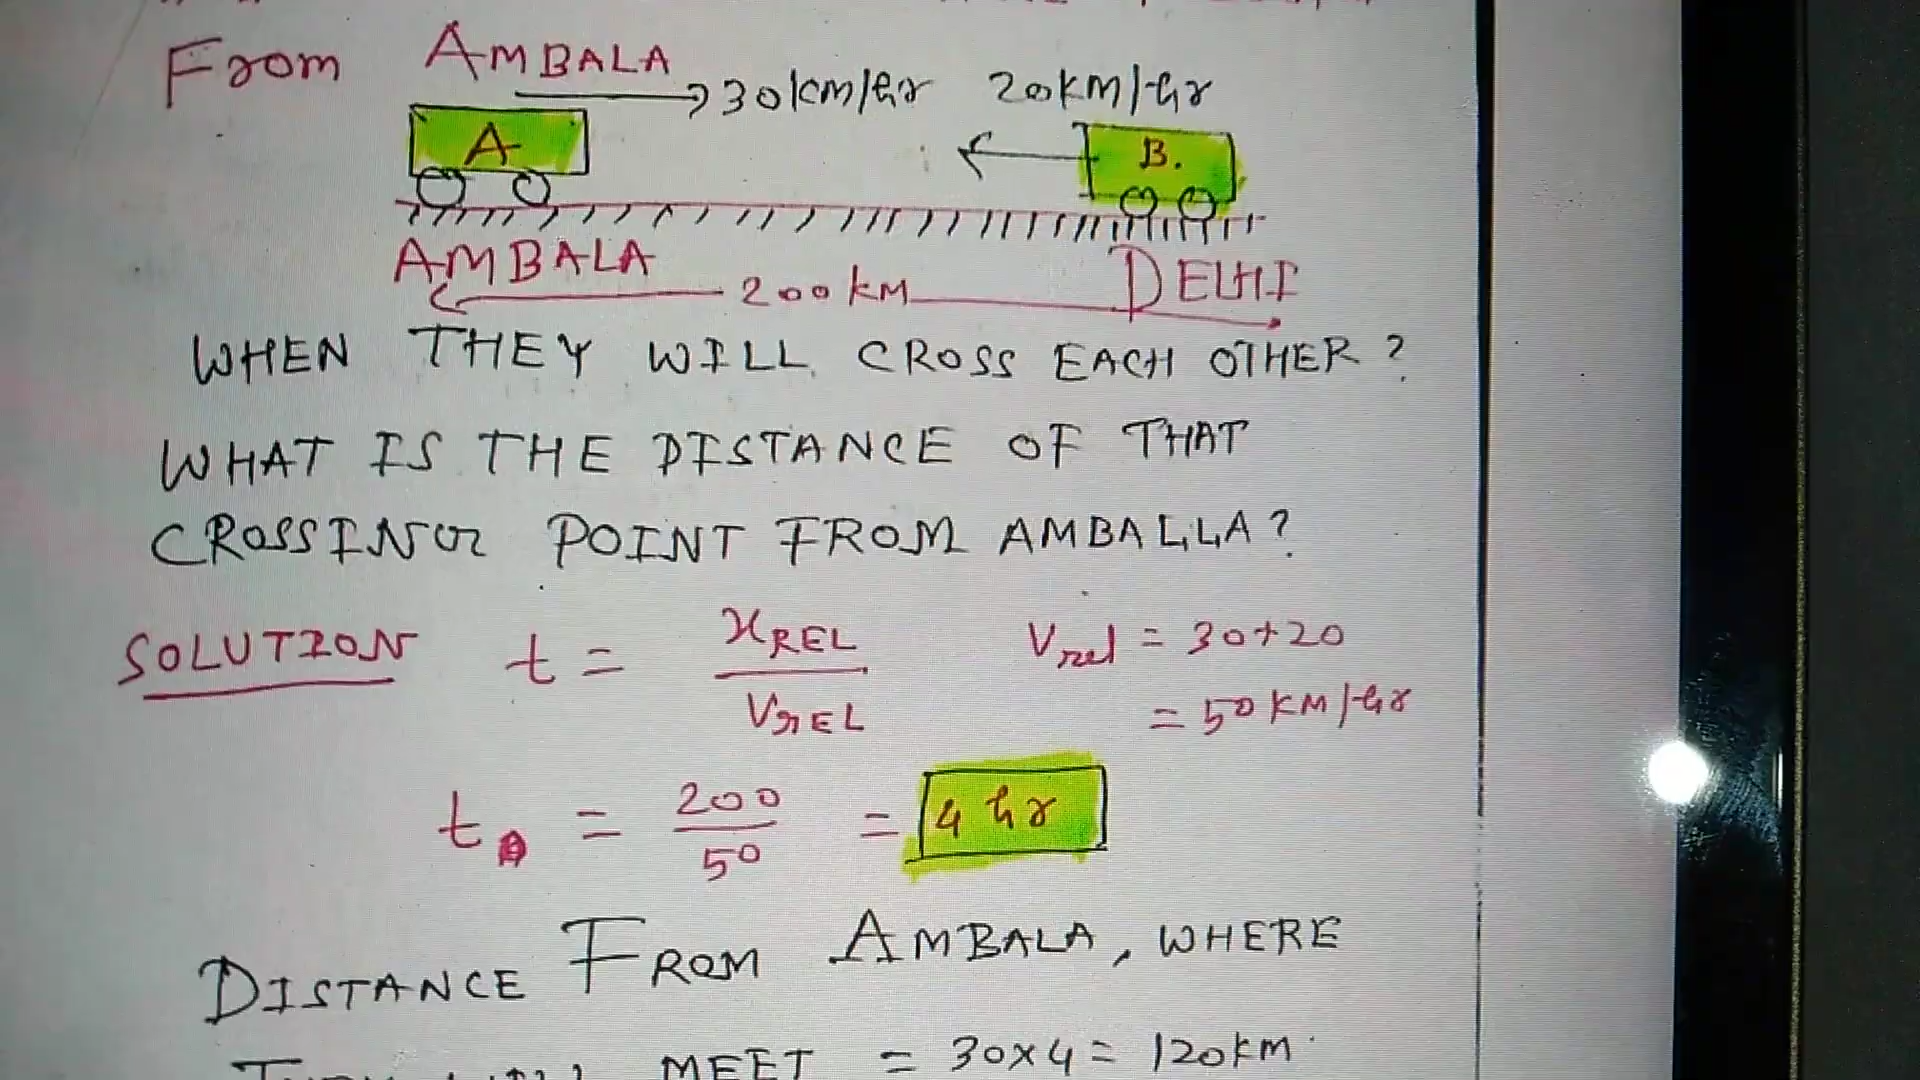 From AMBALA
30km/hr 20KM/hr
A B.
AMBALA 200 KM DELHI
WHEN THEY WILL CROSS EACH OTHER ?
WHAT IS THE DISTANCE OF THAT
CROSSING POINT FROM AMBALLA ?
SOLUTION t = xREL / VREL Vrel = 30+20
= 50 KM/hr
t = 200 / 50 = 4 hr
DISTANCE FROM AMBALA, WHERE
MEET = 30x4 = 120KM